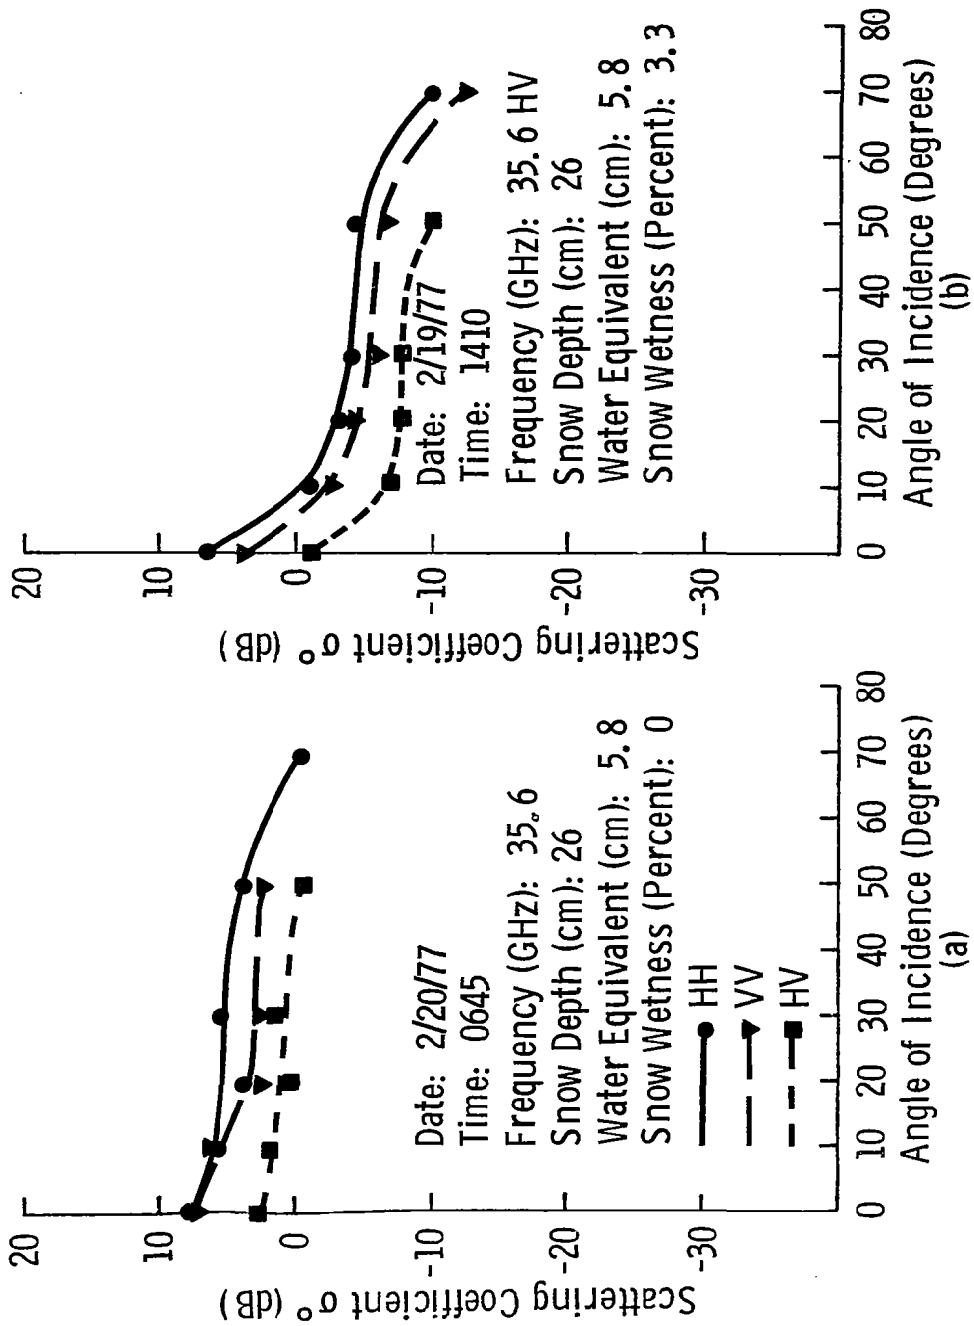 20
10
0
-10
-20
-30
Scattering Coefficient σ° (dB)
Date: 2/20/77
Time: 0645
Frequency (GHz): 35.6
Snow Depth (cm): 26
Water Equivalent (cm): 5.8
Snow Wetness (Percent): 0
HH
VV
HV
0 10 20 30 40 50 60 70 80
Angle of Incidence (Degrees)
(a)
20
10
0
-10
-20
-30
Scattering Coefficient σ° (dB)
Date: 2/19/77
Time: 1410
Frequency (GHz): 35.6 HV
Snow Depth (cm): 26
Water Equivalent (cm): 5.8
Snow Wetness (Percent): 3.3
0 10 20 30 40 50 60 70 80
Angle of Incidence (Degrees)
(b)